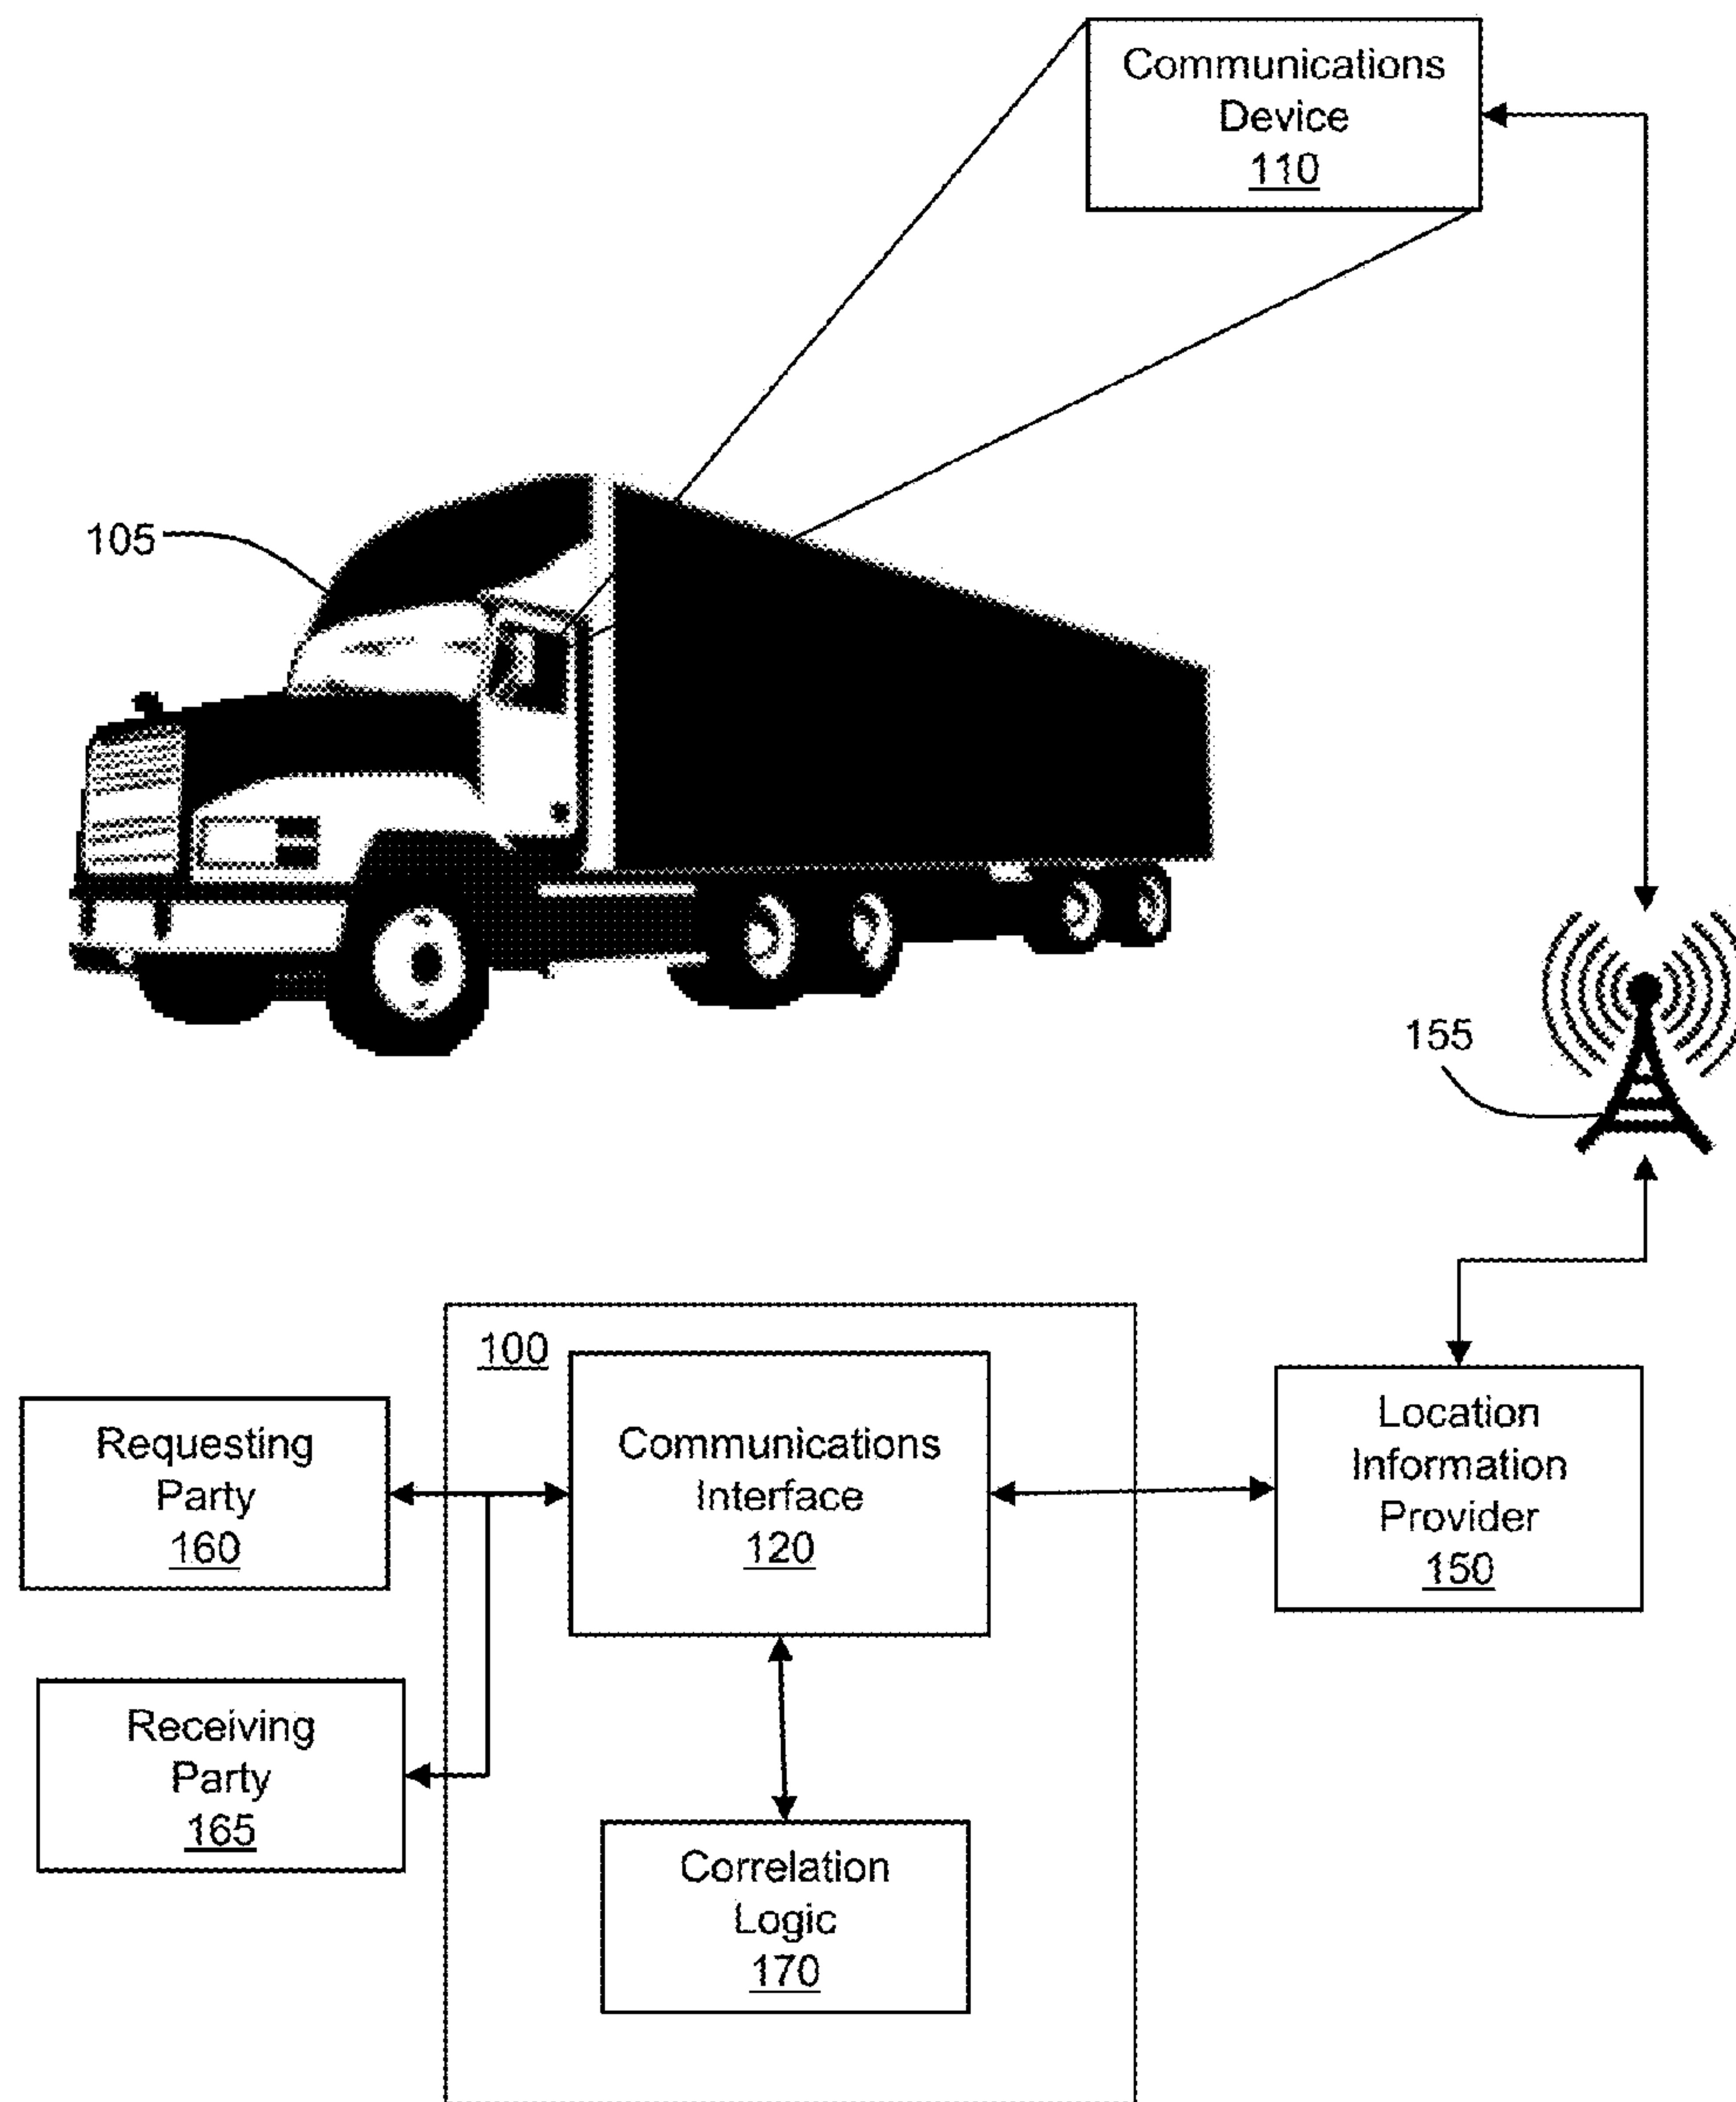 Communications
Device
110
105
155
100
Requesting
Party
160
Communications
Interface
120
Location
Information
Provider
150
Receiving
Party
165
Correlation
Logic
170